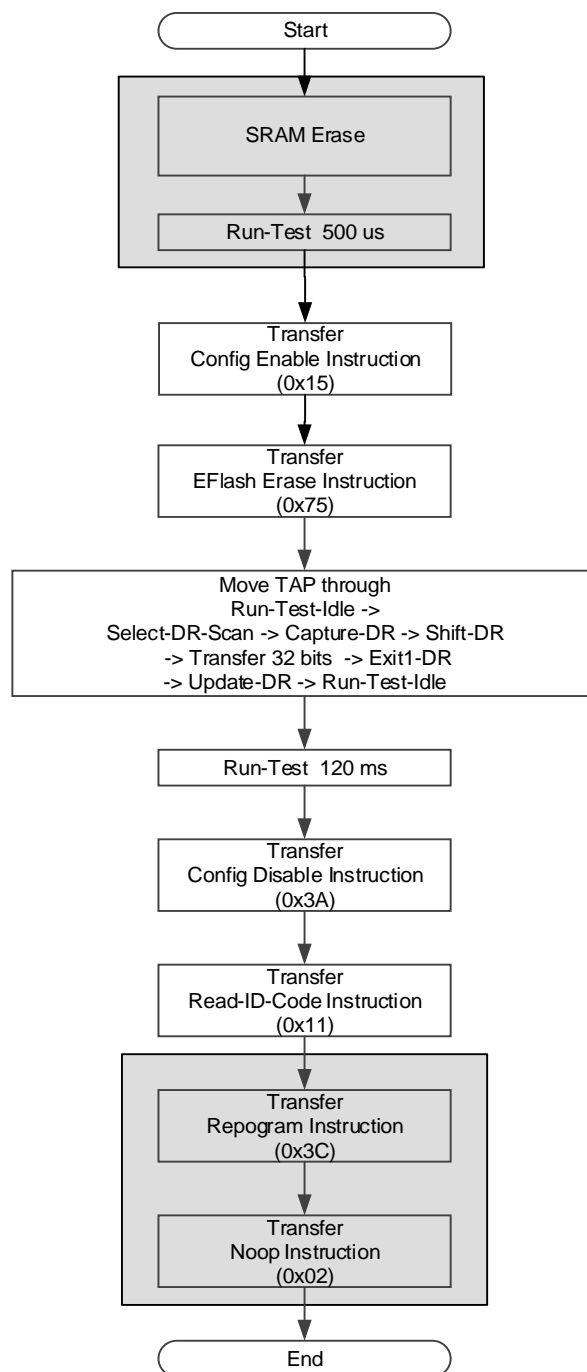 Start
SRAM Erase
Run-Test 500 us
Transfer
Config Enable Instruction
(0x15)
Transfer
EFlash Erase Instruction
(0x75)
Move TAP through
Run-Test-Idle ->
Select-DR-Scan -> Capture-DR -> Shift-DR
-> Transfer 32 bits -> Exit1-DR
-> Update-DR -> Run-Test-Idle
Run-Test 120 ms
Transfer
Config Disable Instruction
(0x3A)
Transfer
Read-ID-Code Instruction
(0x11)
Transfer
Repogram Instruction
(0x3C)
Transfer
Noop Instruction
(0x02)
End